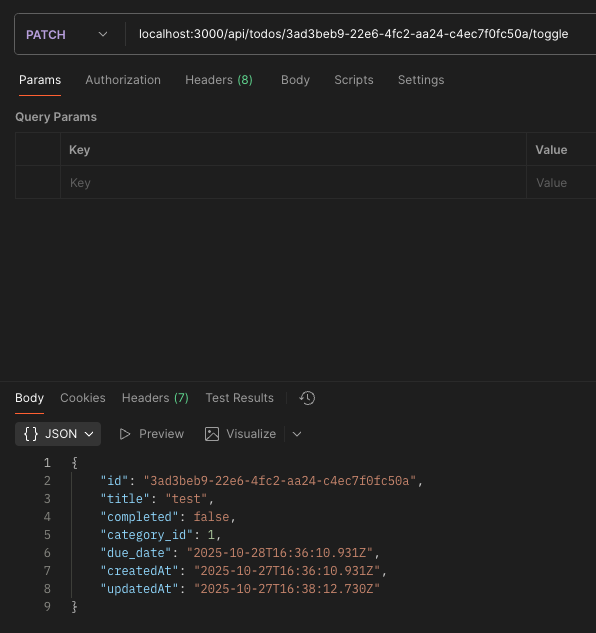 PATCH localhost:3000/api/todos/3ad3beb9-22e6-4fc2-aa24-c4ec7f0fc50a/toggle
Params Authorization Headers (8) Body Scripts Settings
Query Params
Key Value
Key Value
Body Cookies Headers (7) Test Results
{} JSON Preview Visualize
1 {
2 "id": "3ad3beb9-22e6-4fc2-aa24-c4ec7f0fc50a",
3 "title": "test",
4 "completed": false,
5 "category_id": 1,
6 "due_date": "2025-10-28T16:36:10.931Z",
7 "createdAt": "2025-10-27T16:36:10.931Z",
8 "updatedAt": "2025-10-27T16:38:12.730Z"
9 }